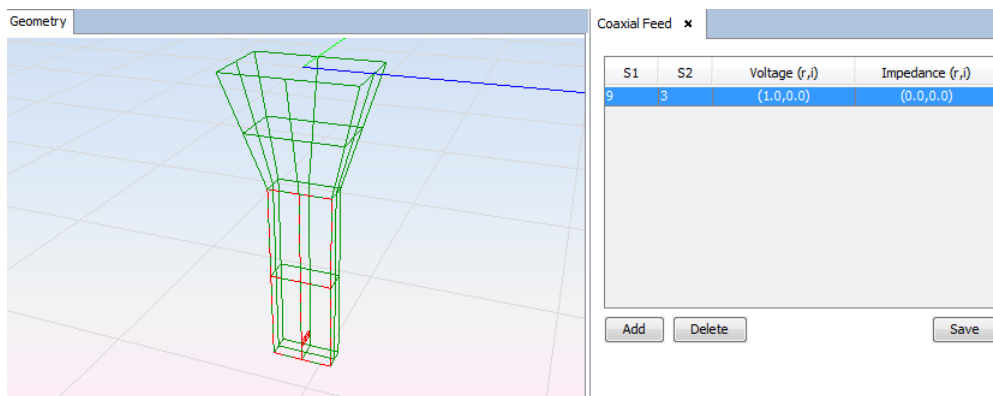 Geometry
Coaxial Feed ×
S1 S2 Voltage (r,i) Impedance (r,i)
9 3 (1.0,0.0) (0.0,0.0)
Add Delete Save